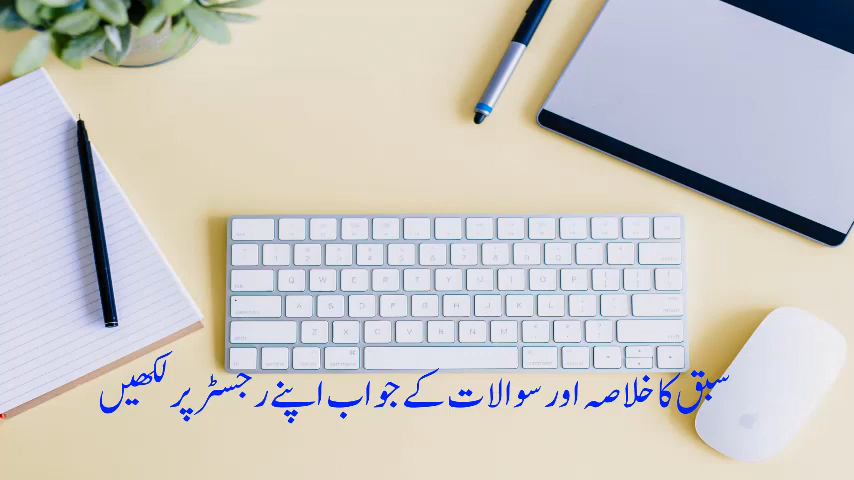 سبق کا خلاصہ اور سوالات کے جواب اپنے رجسٹر پر لکھیں